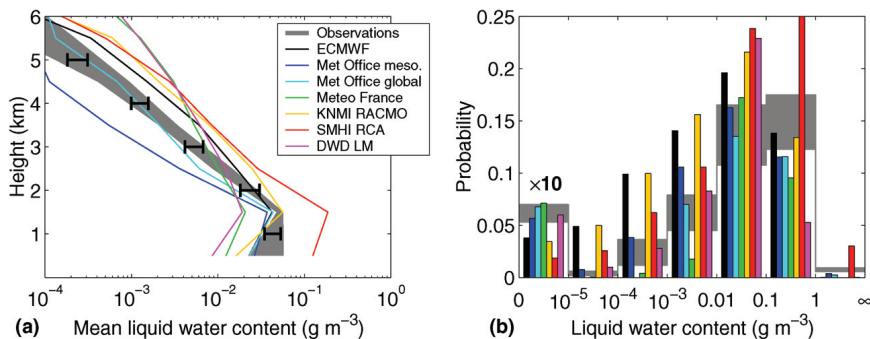 6
5
4
3
2
1
Height (km)
10⁻⁴
10⁻³
10⁻²
10⁻¹
10⁰
Mean liquid water content (g m⁻³)
(a)
Observations
ECMWF
Met Office meso.
Met Office global
Meteo France
KNMI RACMO
SMHI RCA
DWD LM
0.25
0.2
0.15
0.1
0.05
0
Probability
×10
0
10⁻⁵
10⁻⁴
10⁻³
0.01
0.1
1
∞
Liquid water content (g m⁻³)
(b)